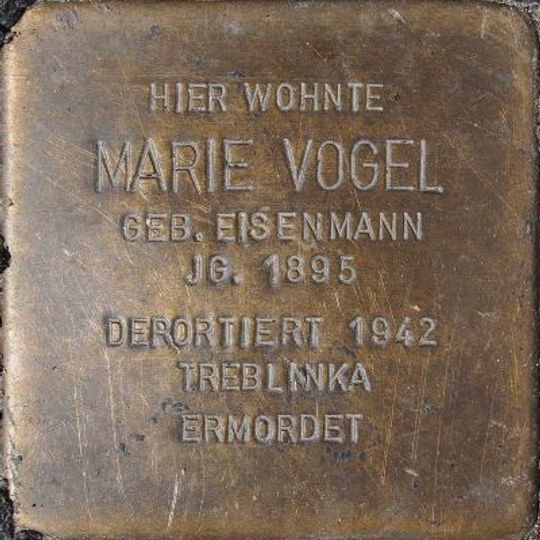 HIER WOHNTE
MARIE VOGEL
GEB. EISENMANN
JG. 1895
DEPORTIERT 1942
TREBLINKA
ERMORDET